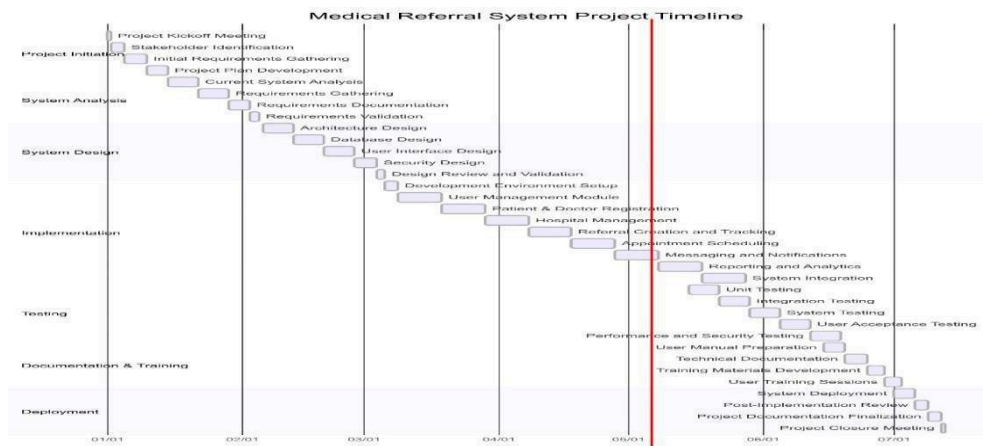 Medical Referral System Project Timeline
Project Kickoff Meeting
Stakeholder Identification
Project Initiation
Initial Requirements Gathering
Project Plan Development
Current System Analysis
Requirements Gathering
System Analysis
Requirements Documentation
Requirements Validation
Architecture Design
Database Design
System Design
User Interface Design
Security Design
Design Review and Validation
Development Environment Setup
User Management Module
Patient & Doctor Registration
Hospital Management
Implementation
Referral Creation and Tracking
Appointment Scheduling
Messaging and Notifications
Reporting and Analytics
System Integration
Unit Testing
Integration Testing
Testing
System Testing
User Acceptance Testing
Performance and Security Testing
User Manual Preparation
Technical Documentation
Documentation & Training
Training Materials Development
User Training Sessions
System Deployment
Post-Implementation Review
Deployment
Project Documentation Finalization
Project Closure Meeting
01/01 02/01 03/01 04/01 05/01 06/01 07/01